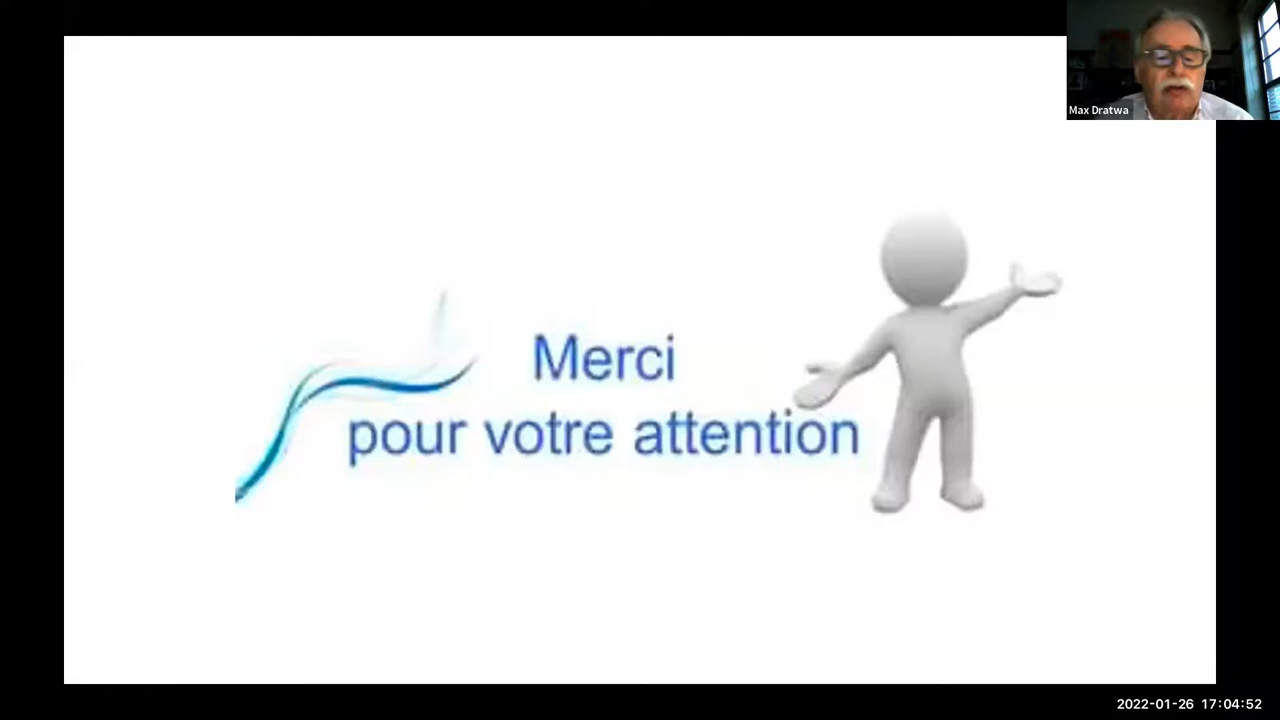 Max Dratwa
Merci
pour votre attention
2022-01-26 17:04:52